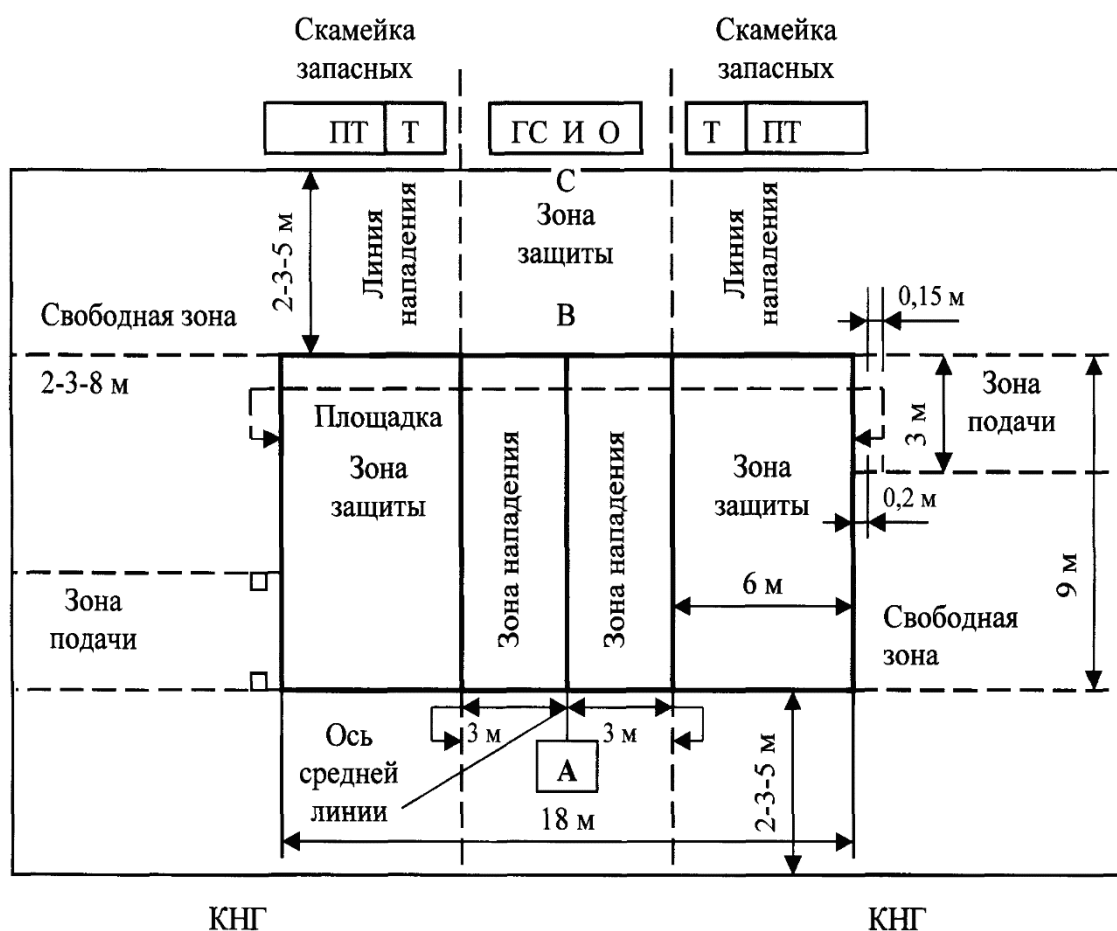 Скамейка
запасных
Скамейка
запасных
ПТ Т
ГС И О
Т ПТ
С
Зона
защиты
В
2-3-5 м
Линия
нападения
Линия
нападения
Свободная зона
2-3-8 м
0,15 м
Зона
подачи
3 м
0,2 м
9 м
Площадка
Зона
защиты
Зона нападения
Зона нападения
Зона
защиты
6 м
Зона
подачи
Свободная
зона
3 м
3 м
Ось
средней
линии
А
18 м
2-3-5 м
КНГ
КНГ